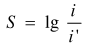 S = lg i / i'